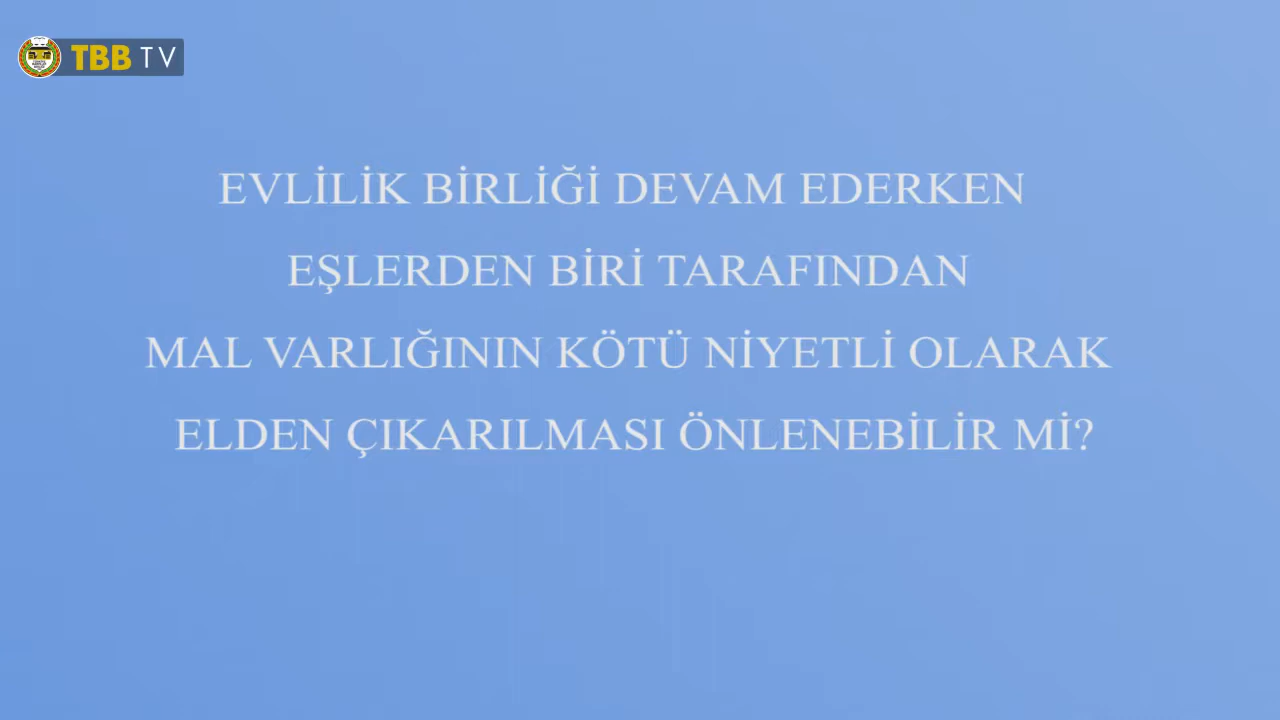 TBB TV
EVLİLİK BİRLİĞİ DEVAM EDERKEN
EŞLERDEN BİRİ TARAFINDAN
MAL VARLIĞININ KÖTÜ NİYETLİ OLARAK
ELDEN ÇIKARILMASI ÖNLENEBİLİR Mİ?